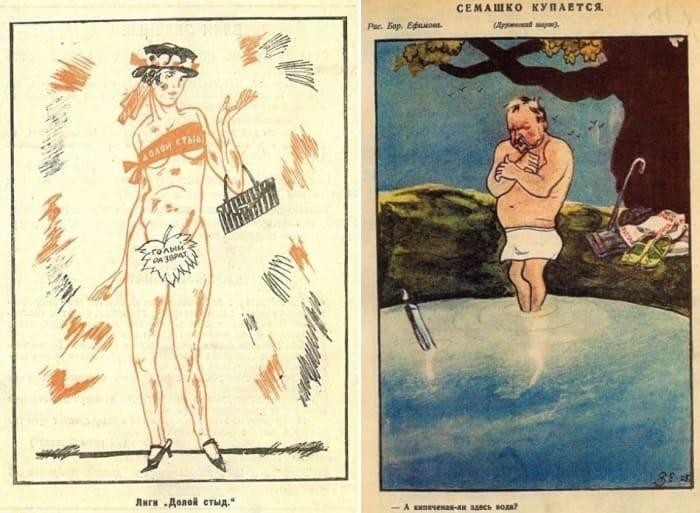 ДОЛОЙ СТЫД
ГОЛЫЙ
РАЗВРАТ
Лиги „Долой стыд."
СЕМАШКО КУПАЕТСЯ.
Рис. Бор. Ефимова.
(Дружеский шарж).
— А кипяченая-ли здесь вода?